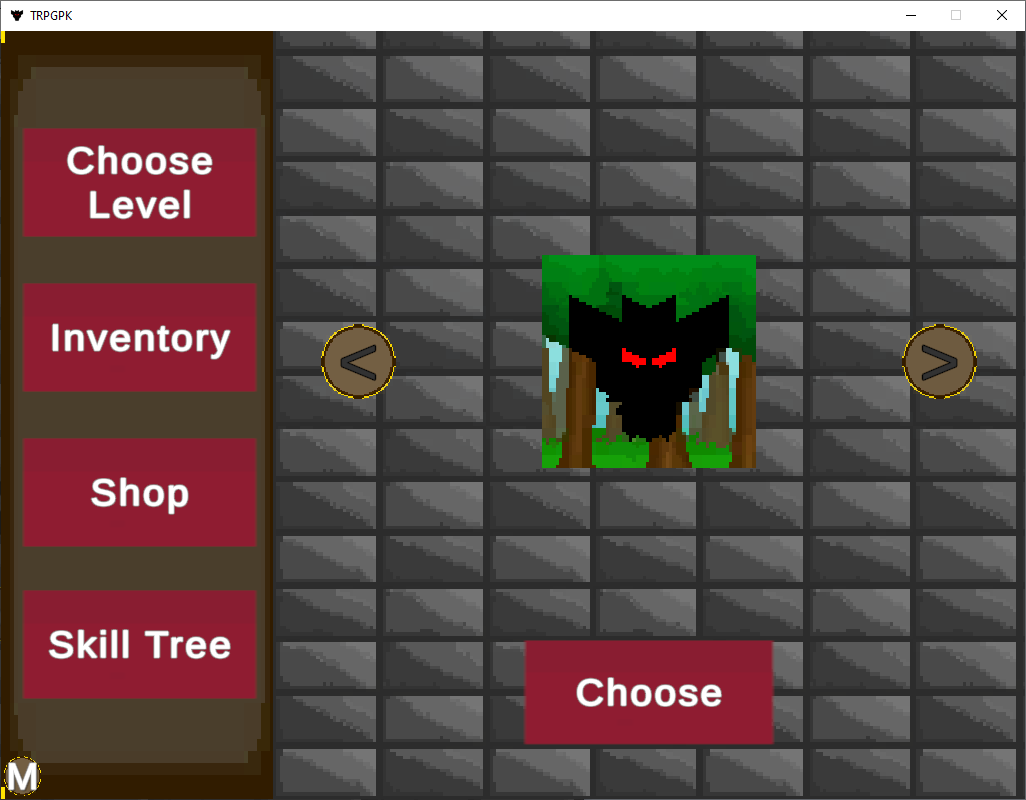 TRPGPK
Choose
Level
Inventory
Shop
Skill Tree
<
>
Choose
M